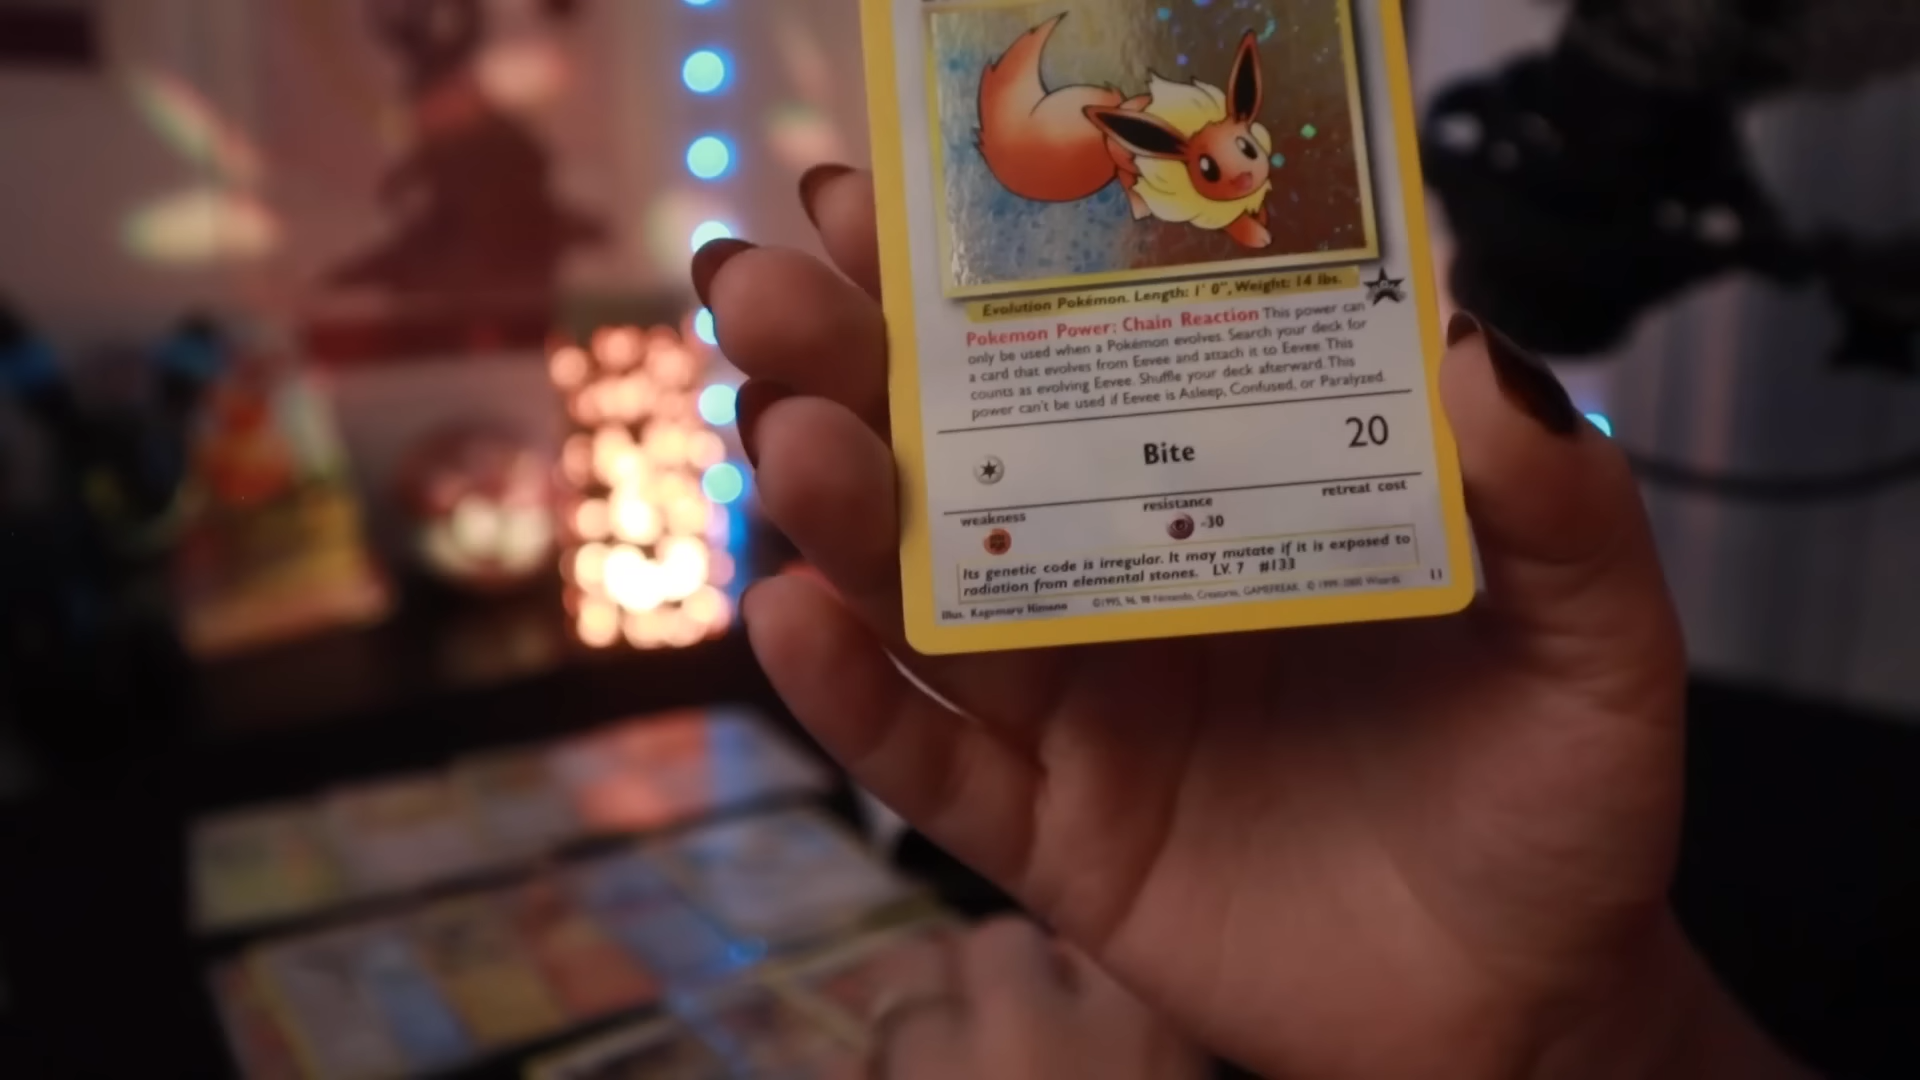 Evolution Pokémon. Length: 1' 0", Weight: 14 lbs.
Pokemon Power: Chain Reaction This power can
only be used when a Pokémon evolves. Search your deck for
a card that evolves from Eevee and attach it to Eevee. This
counts as evolving Eevee. Shuffle your deck afterward. This
power can't be used if Eevee is Asleep, Confused, or Paralyzed.
Bite 20
weakness resistance retreat cost
-30
Its genetic code is irregular. It may mutate if it is exposed to
radiation from elemental stones. LV. 7 #133
Illus. Kagemaru Himeno ©1995, 96, 98 Nintendo, Creatures, GAMEFREAK. © 1999-2000 Wizards. 11